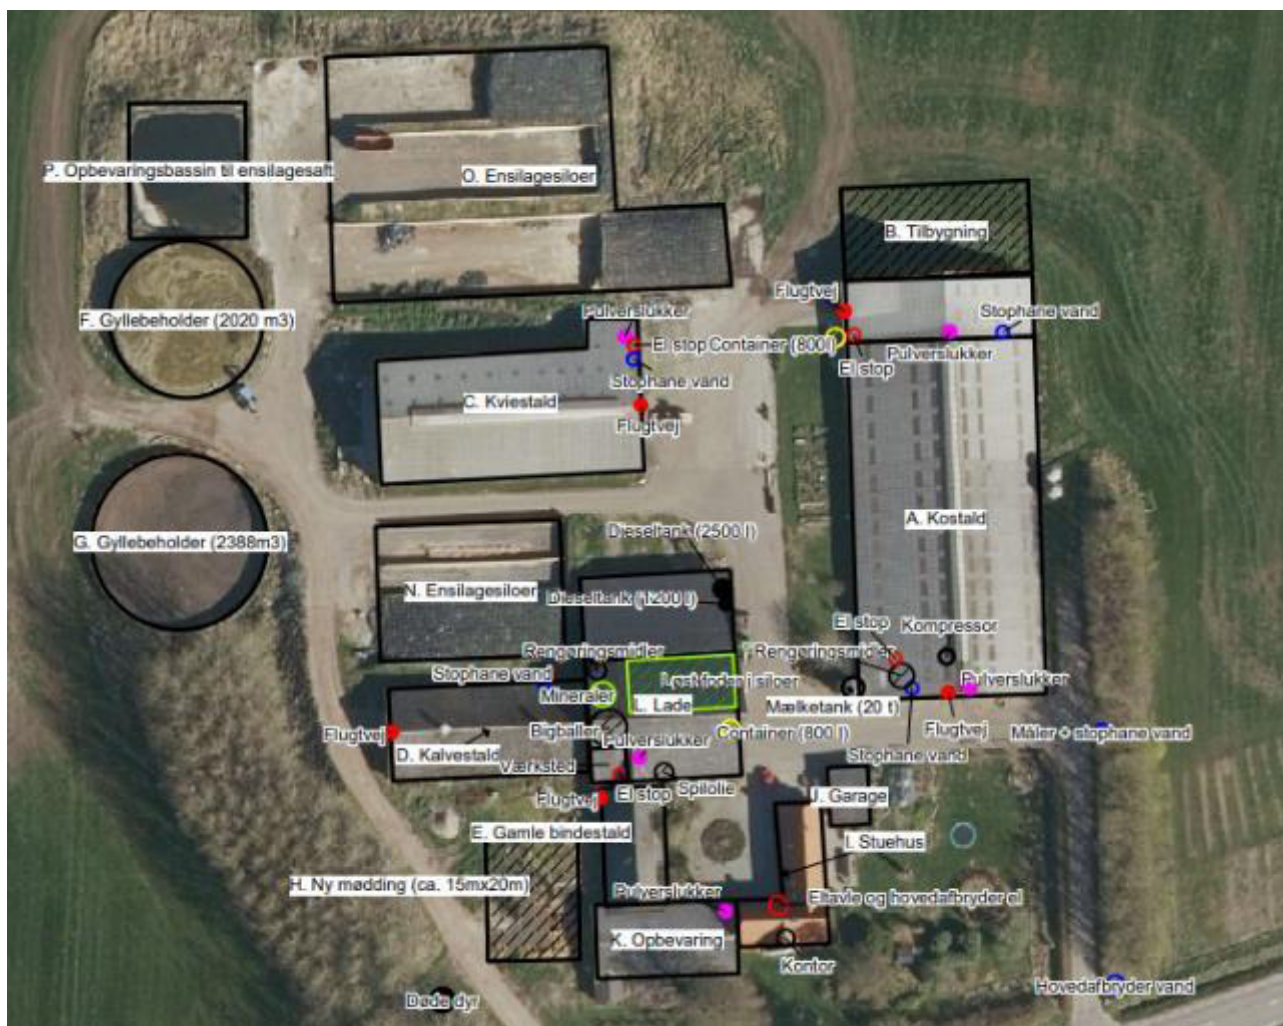 P. Opbevaringsbassin til ensilagesaft
O. Ensilagesiloer
B. Tilbygning
Flugtvej
F. Gyllebeholder (2020 m3)
Pulverslukker
Stophane vand
El stop
Container (800l)
Pulverslukker
El stop
Stophane vand
C. Kviestald
Flugtvej
A. Kostald
Dieseltank (2500 l)
G. Gyllebeholder (2388m3)
N. Ensilagesiloer
Dieseltank (1200 l)
El stop
Kompressor
Rengøringsmidler
Rengøringsmidler
Stophane vand
Løst foder i siloer
Pulverslukker
Mineraler
L. Lade
Mælketank (20 t)
Bigballer
Flugtvej
Flugtvej
Container (800 l)
Måler + stophane vand
Pulverslukker
D. Kalvestald
Stophane vand
Værksted
El stop
Spilolie
Flugtvej
J. Garage
E. Gamle bindestald
I. Stuehus
H. Ny mødding (ca. 15mx20m)
Pulverslukker
Eltavle og hovedafbryder el
K. Opbevaring
Kontor
Hovedafbryder vand
Døde dyr